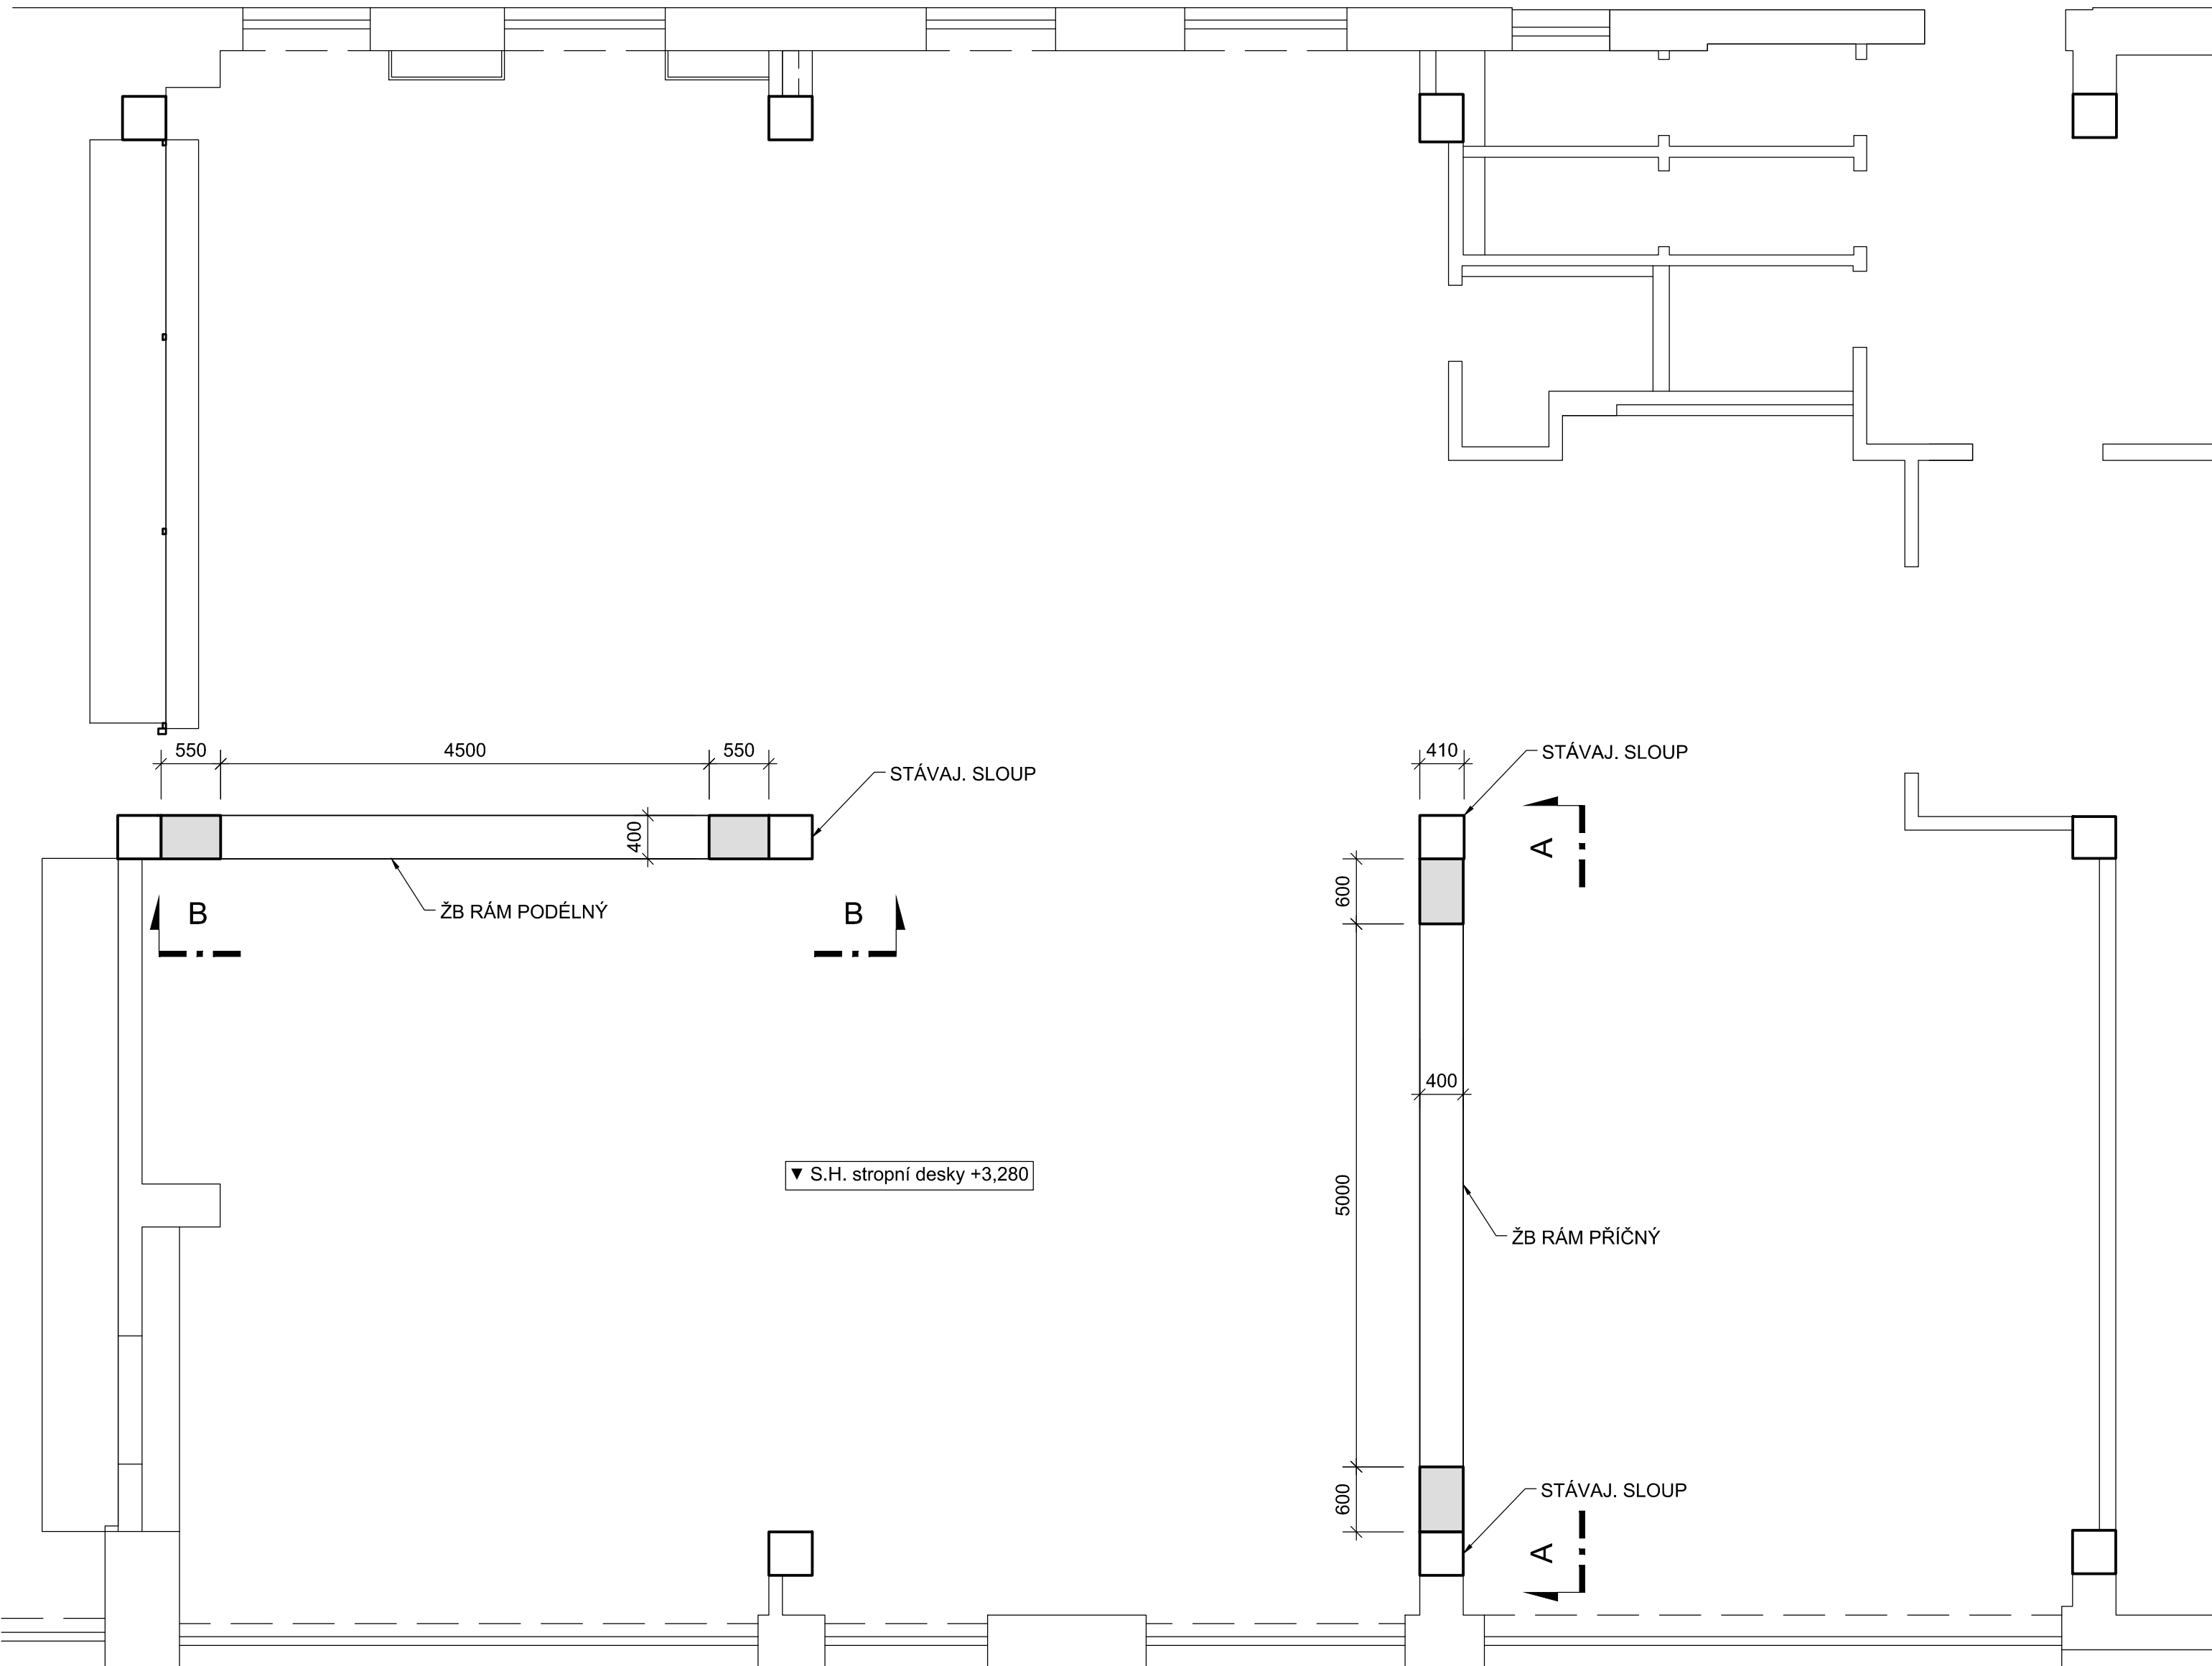 550
4500
550
STÁVAJ. SLOUP
410
STÁVAJ. SLOUP
400
A
600
B
B
ŽB RÁM PODÉLNÝ
400
▼ S.H. stropní desky +3,280
5000
ŽB RÁM PŘÍČNÝ
600
STÁVAJ. SLOUP
A